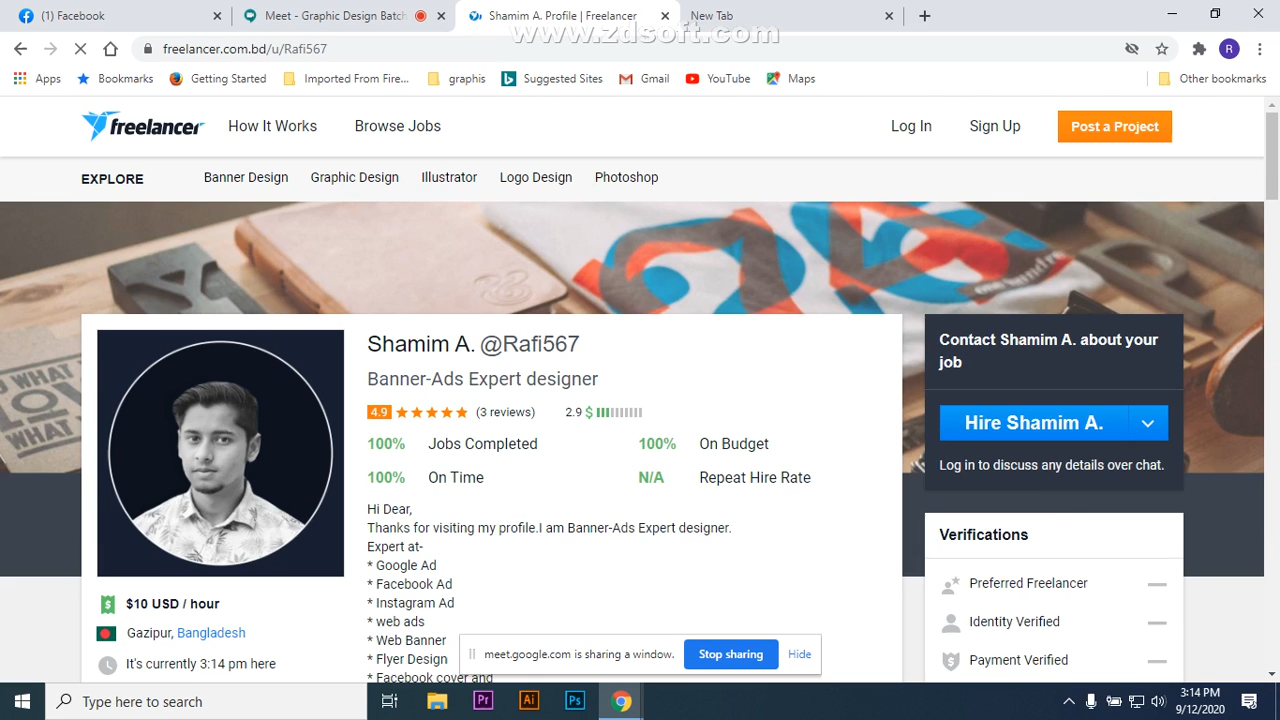 (1) Facebook
Meet - Graphic Design Batch
Shamim A. Profile | Freelancer
New Tab
www.zdsoft.com
freelancer.com.bd/u/Rafi567
R
Apps
Bookmarks
Getting Started
Imported From Fire...
graphis
Suggested Sites
Gmail
YouTube
Maps
Other bookmarks
freelancer
How It Works
Browse Jobs
Log In
Sign Up
Post a Project
EXPLORE
Banner Design
Graphic Design
Illustrator
Logo Design
Photoshop
Shamim A. @Rafi567
Banner-Ads Expert designer
4.9 (3 reviews) 2.9 $
100% Jobs Completed
100% On Budget
100% On Time
N/A Repeat Hire Rate
Hi Dear,
Thanks for visiting my profile.I am Banner-Ads Expert designer.
Expert at-
* Google Ad
* Facebook Ad
* Instagram Ad
* web ads
* Web Banner
* Flyer Design
* Facebook cover and
$10 USD / hour
Gazipur, Bangladesh
It's currently 3:14 pm here
Contact Shamim A. about your
job
Hire Shamim A.
Log in to discuss any details over chat.
Verifications
Preferred Freelancer
Identity Verified
Payment Verified
meet.google.com is sharing a window.
Stop sharing
Hide
Type here to search
Pr
Ai
Ps
3:14 PM
9/12/2020